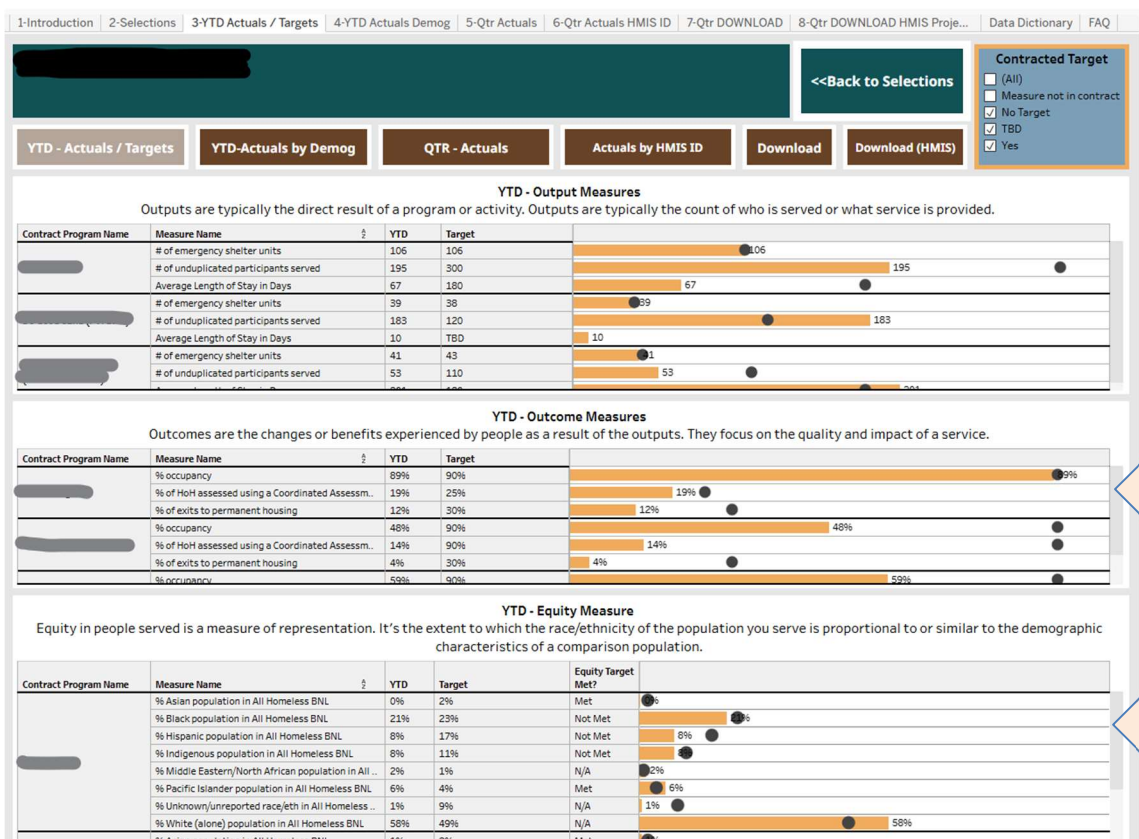 1-Introduction 2-Selections 3-YTD Actuals / Targets 4-YTD Actuals Demog 5-Qtr Actuals 6-Qtr Actuals HMIS ID 7-Qtr DOWNLOAD 8-Qtr DOWNLOAD HMIS Proje... Data Dictionary FAQ
<<Back to Selections
Contracted Target
(All)
Measure not in contract
No Target
TBD
Yes
YTD - Actuals / Targets YTD-Actuals by Demog QTR - Actuals Actuals by HMIS ID Download Download (HMIS)
YTD - Output Measures
Outputs are typically the direct result of a program or activity. Outputs are typically the count of who is served or what service is provided.
Contract Program Name Measure Name YTD Target
# of emergency shelter units 106 106 106
# of unduplicated participants served 195 300 195
Average Length of Stay in Days 67 180 67
# of emergency shelter units 39 38 39
# of unduplicated participants served 183 120 183
Average Length of Stay in Days 10 TBD 10
# of emergency shelter units 41 43 41
# of unduplicated participants served 53 110 53
YTD - Outcome Measures
Outcomes are the changes or benefits experienced by people as a result of the outputs. They focus on the quality and impact of a service.
Contract Program Name Measure Name YTD Target
% occupancy 89% 90% 89%
% of HoH assessed using a Coordinated Assessm.. 19% 25% 19%
% of exits to permanent housing 12% 30% 12%
% occupancy 48% 90% 48%
% of HoH assessed using a Coordinated Assessm.. 14% 90% 14%
% of exits to permanent housing 4% 30% 4%
% occupancy 59% 90% 59%
YTD - Equity Measure
Equity in people served is a measure of representation. It's the extent to which the race/ethnicity of the population you serve is proportional to or similar to the demographic
characteristics of a comparison population.
Contract Program Name Measure Name YTD Target Equity Target Met?
% Asian population in All Homeless BNL 0% 2% Met 0%
% Black population in All Homeless BNL 21% 23% Not Met 21%
% Hispanic population in All Homeless BNL 8% 17% Not Met 8%
% Indigenous population in All Homeless BNL 8% 11% Not Met 8%
% Middle Eastern/North African population in All .. 2% 1% N/A 2%
% Pacific Islander population in All Homeless BNL 6% 4% Met 6%
% Unknown/unreported race/eth in All Homeless .. 1% 9% N/A 1%
% White (alone) population in All Homeless BNL 58% 49% N/A 58%